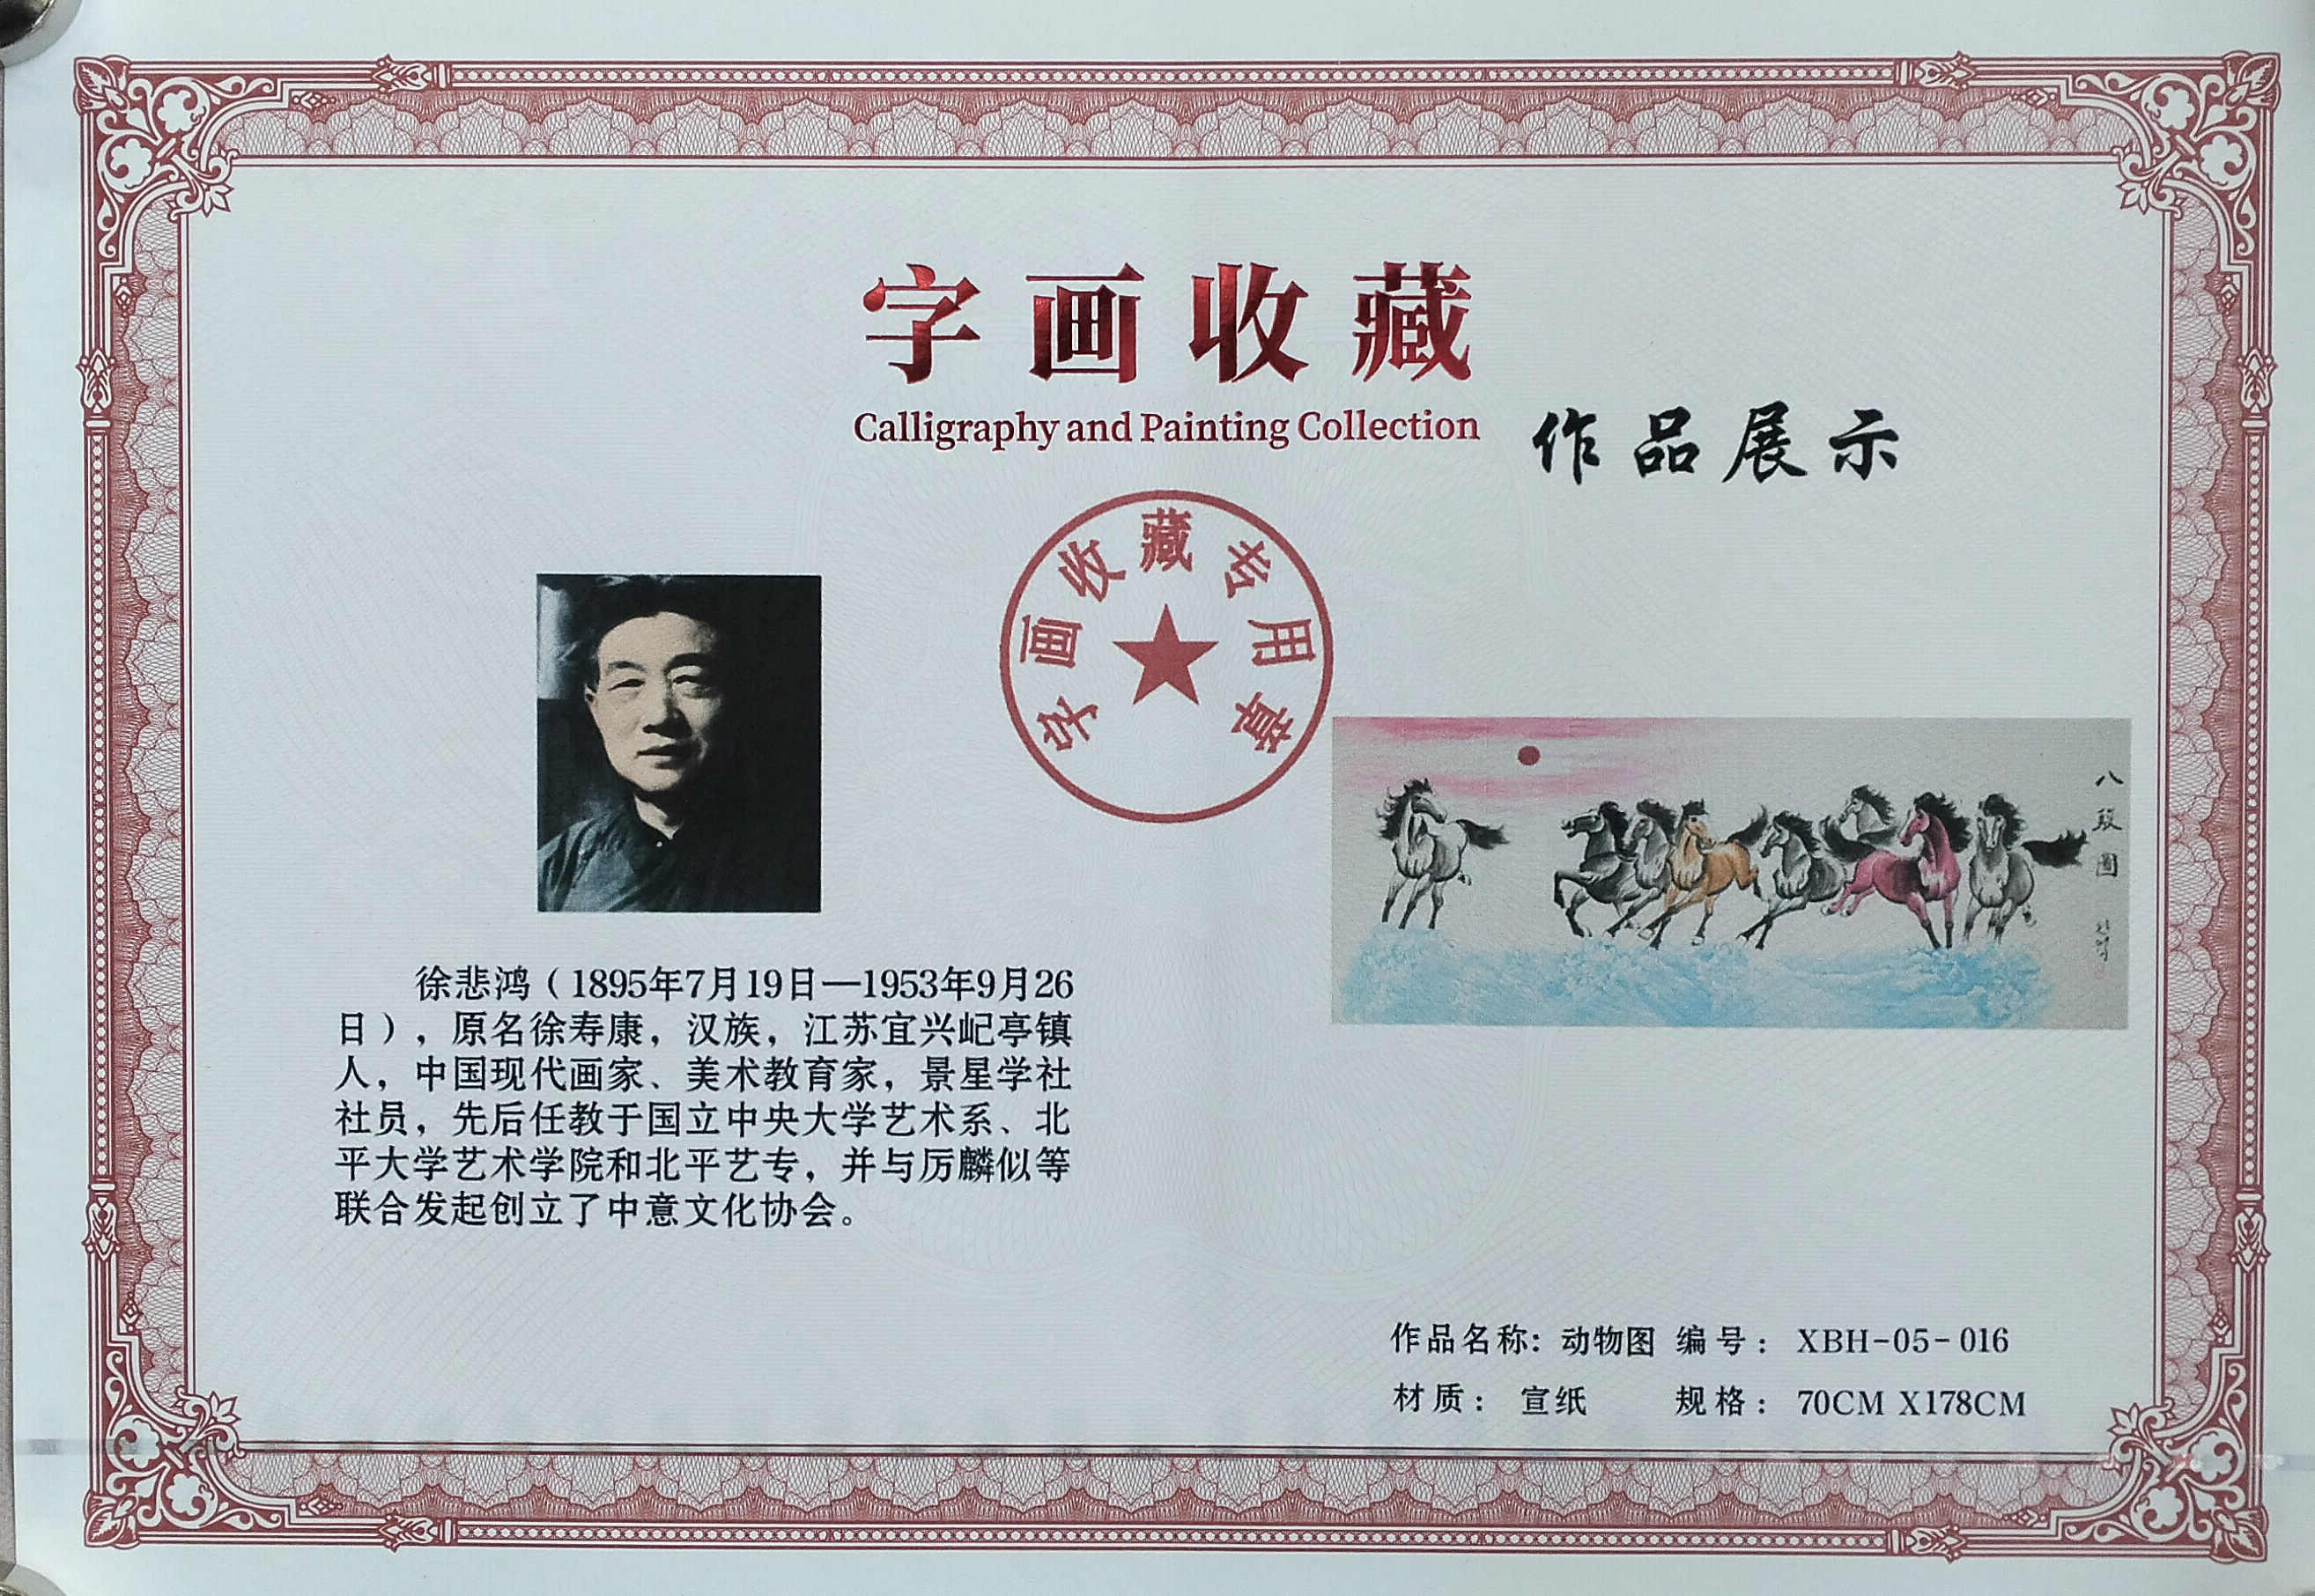 字画收藏
Calligraphy and Painting Collection
作品展示
字画收藏专用章
八骏圖
悲鴻
徐悲鸿（1895年7月19日—1953年9月26
日），原名徐寿康，汉族，江苏宜兴屺亭镇
人，中国现代画家、美术教育家，景星学社
社员，先后任教于国立中央大学艺术系、北
平大学艺术学院和北平艺专，并与厉麟似等
联合发起创立了中意文化协会。
作品名称：动物图 编号：XBH-05-016
材质：宣纸 规格：70CM X178CM